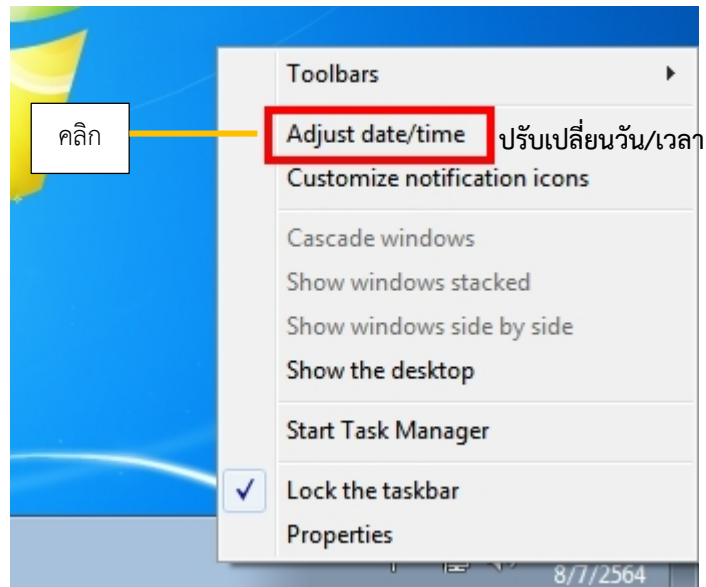 Toolbars
คลิก
Adjust date/time ปรับเปลี่ยนวัน/เวลา
Customize notification icons
Cascade windows
Show windows stacked
Show windows side by side
Show the desktop
Start Task Manager
Lock the taskbar
Properties
8/7/2564